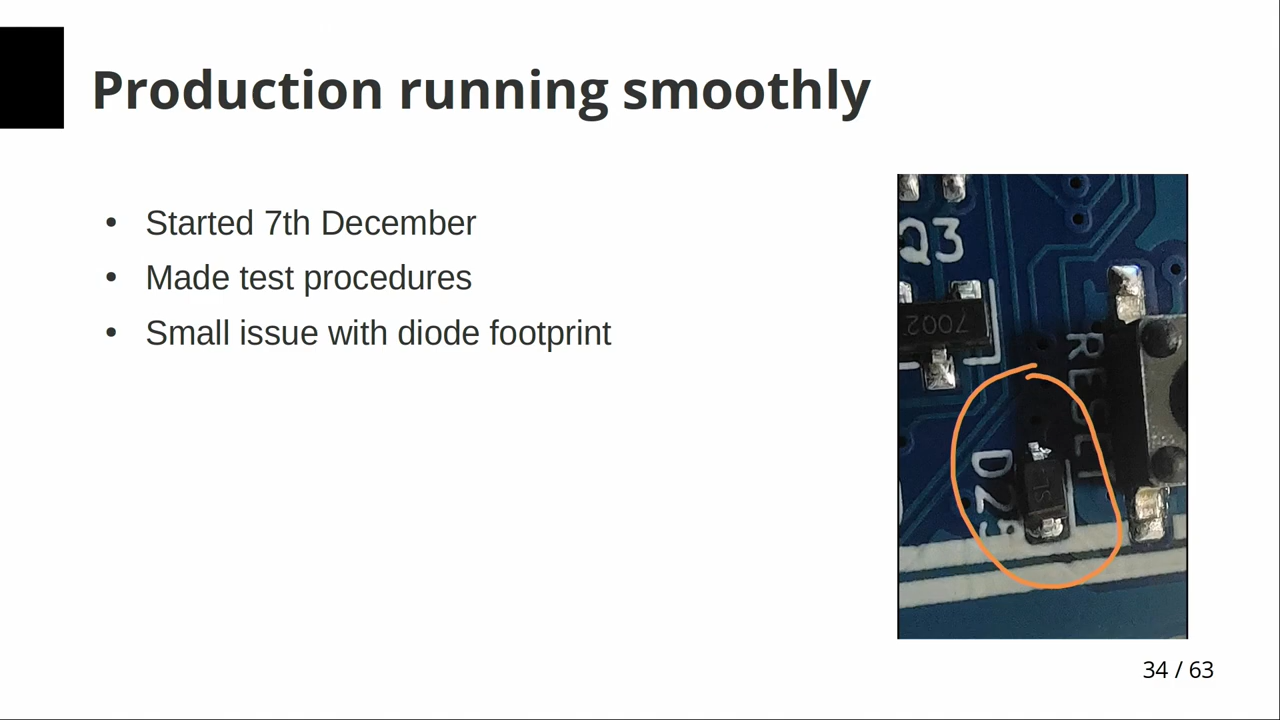 Production running smoothly
• Started 7th December
• Made test procedures
• Small issue with diode footprint
Q3
7002
RESET
SL
34 / 63